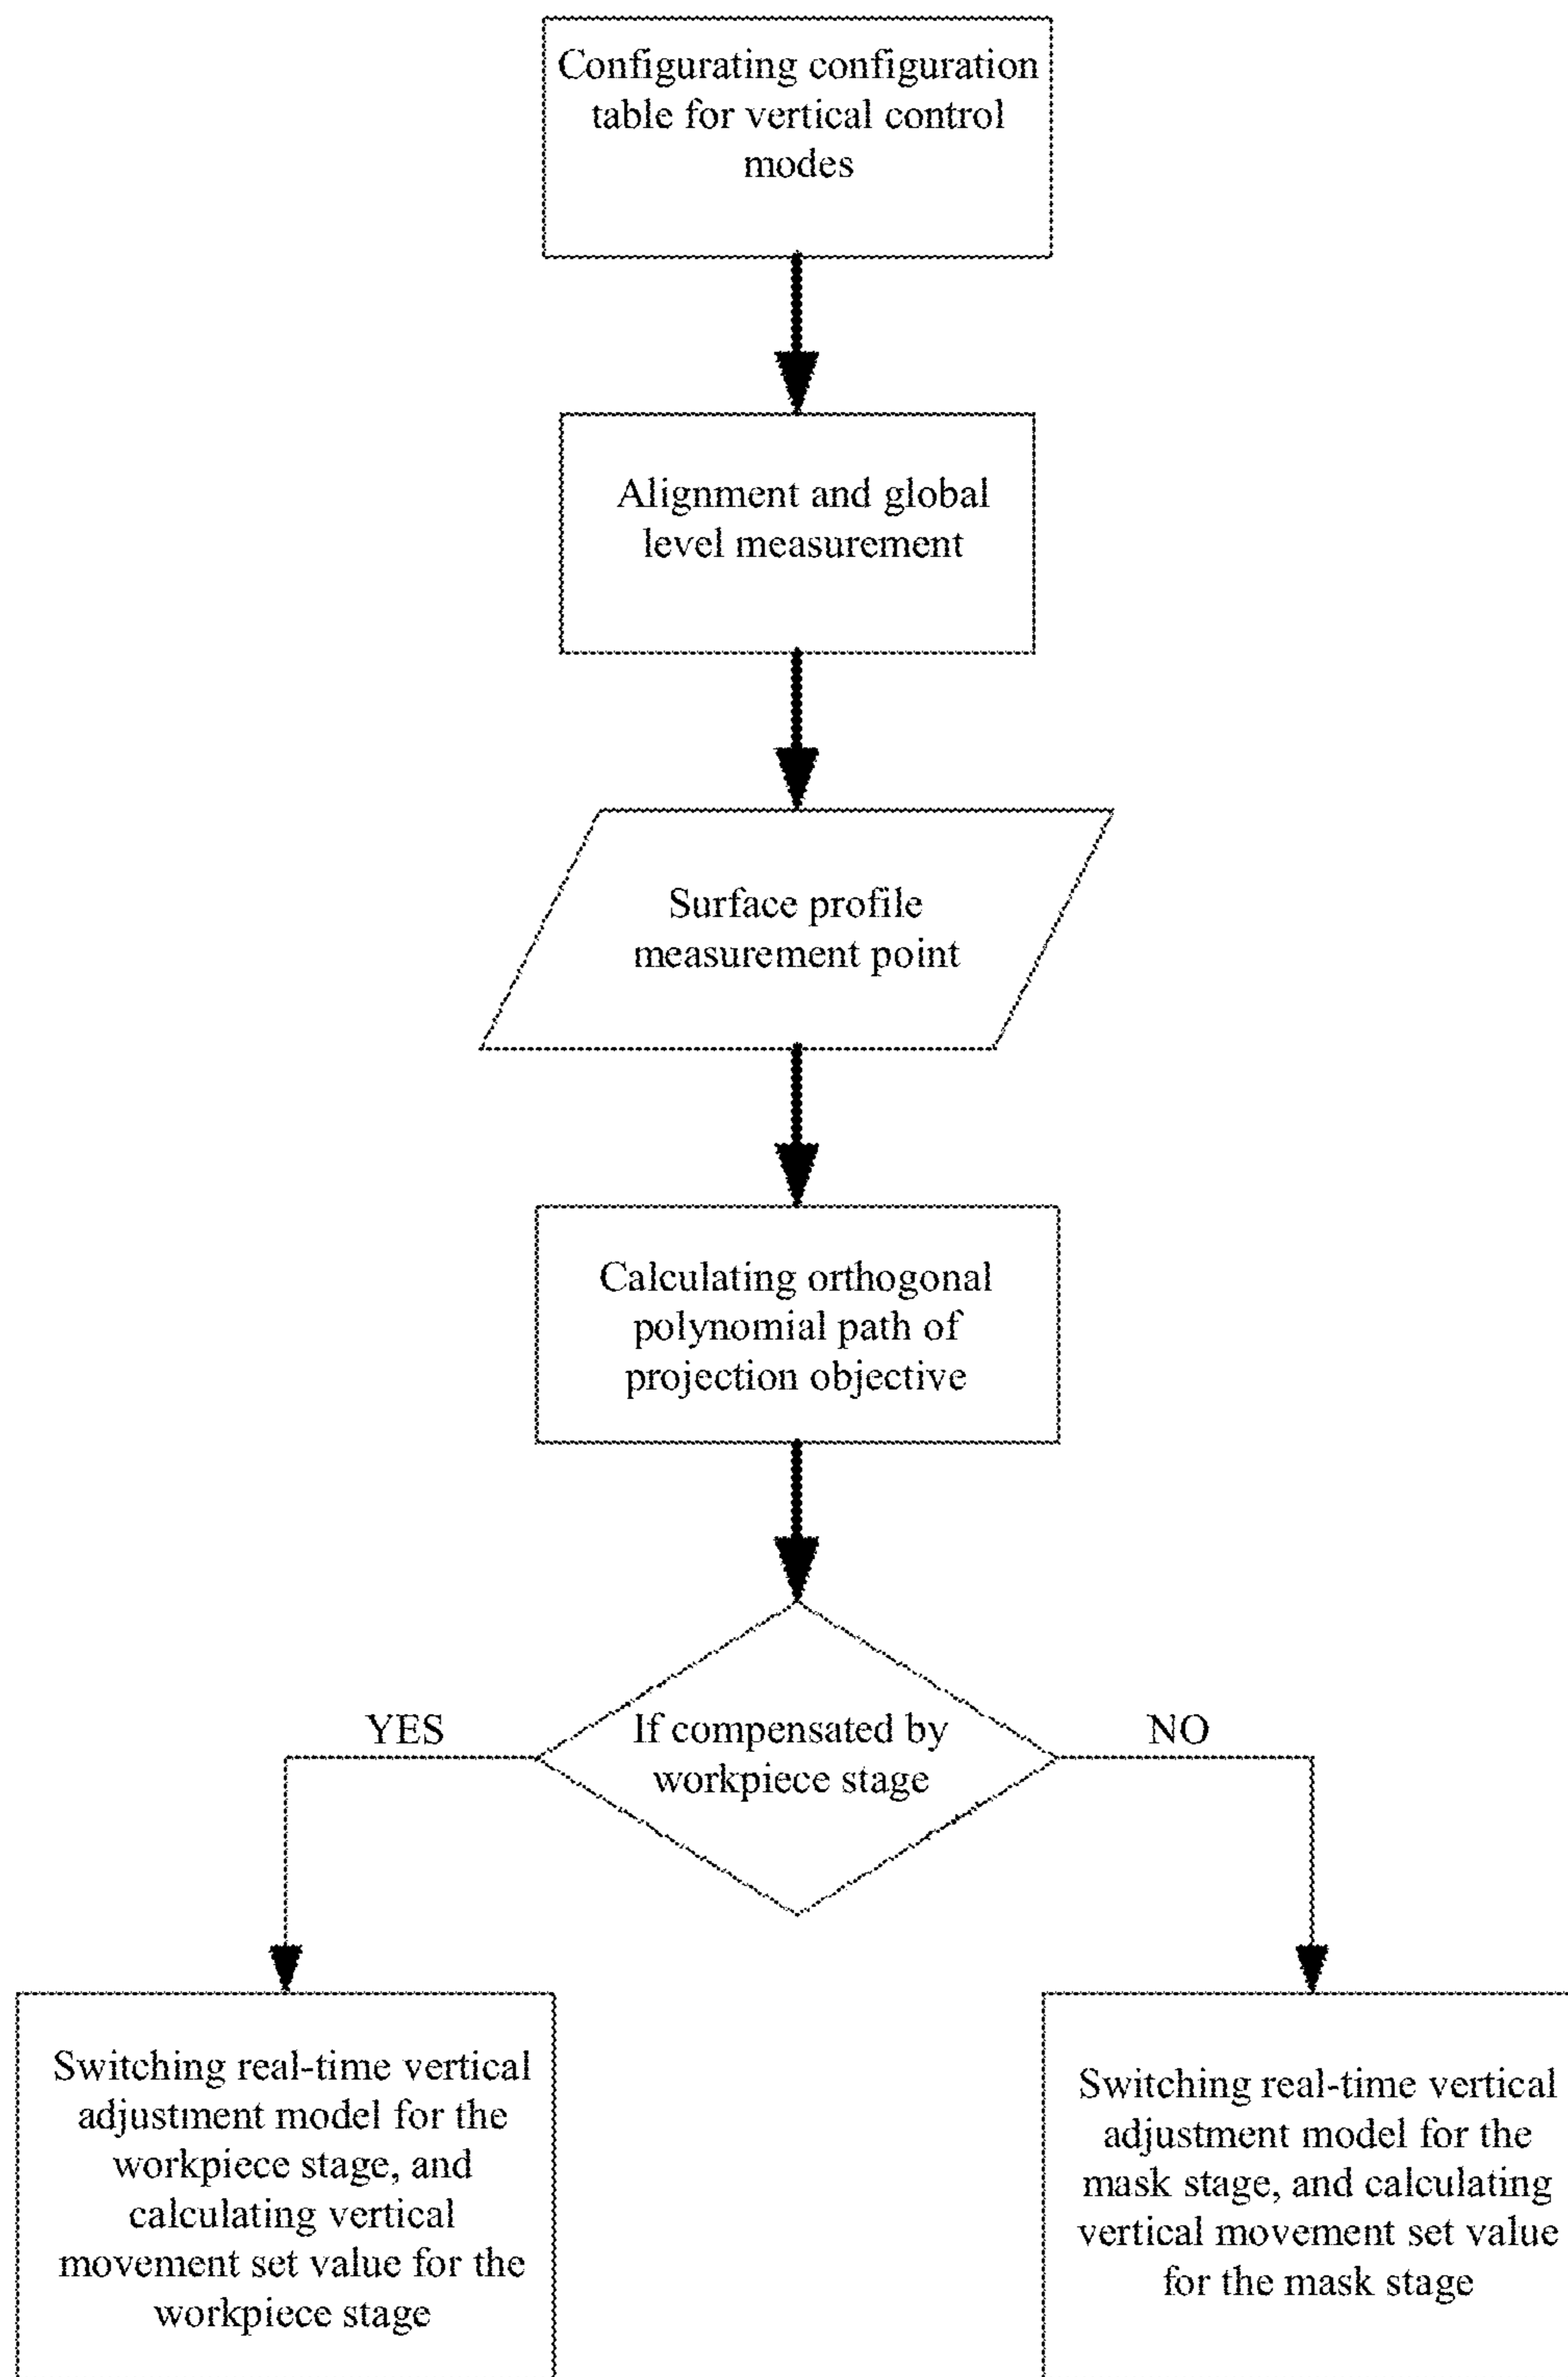 Configurating configuration
table for vertical control
modes
Alignment and global
level measurement
Surface profile
measurement point
Calculating orthogonal
polynomial path of
projection objective
If compensated by
workpiece stage
YES
NO
Switching real-time vertical
adjustment model for the
workpiece stage, and
calculating vertical
movement set value for the
workpiece stage
Switching real-time vertical
adjustment model for the
mask stage, and calculating
vertical movement set value
for the mask stage